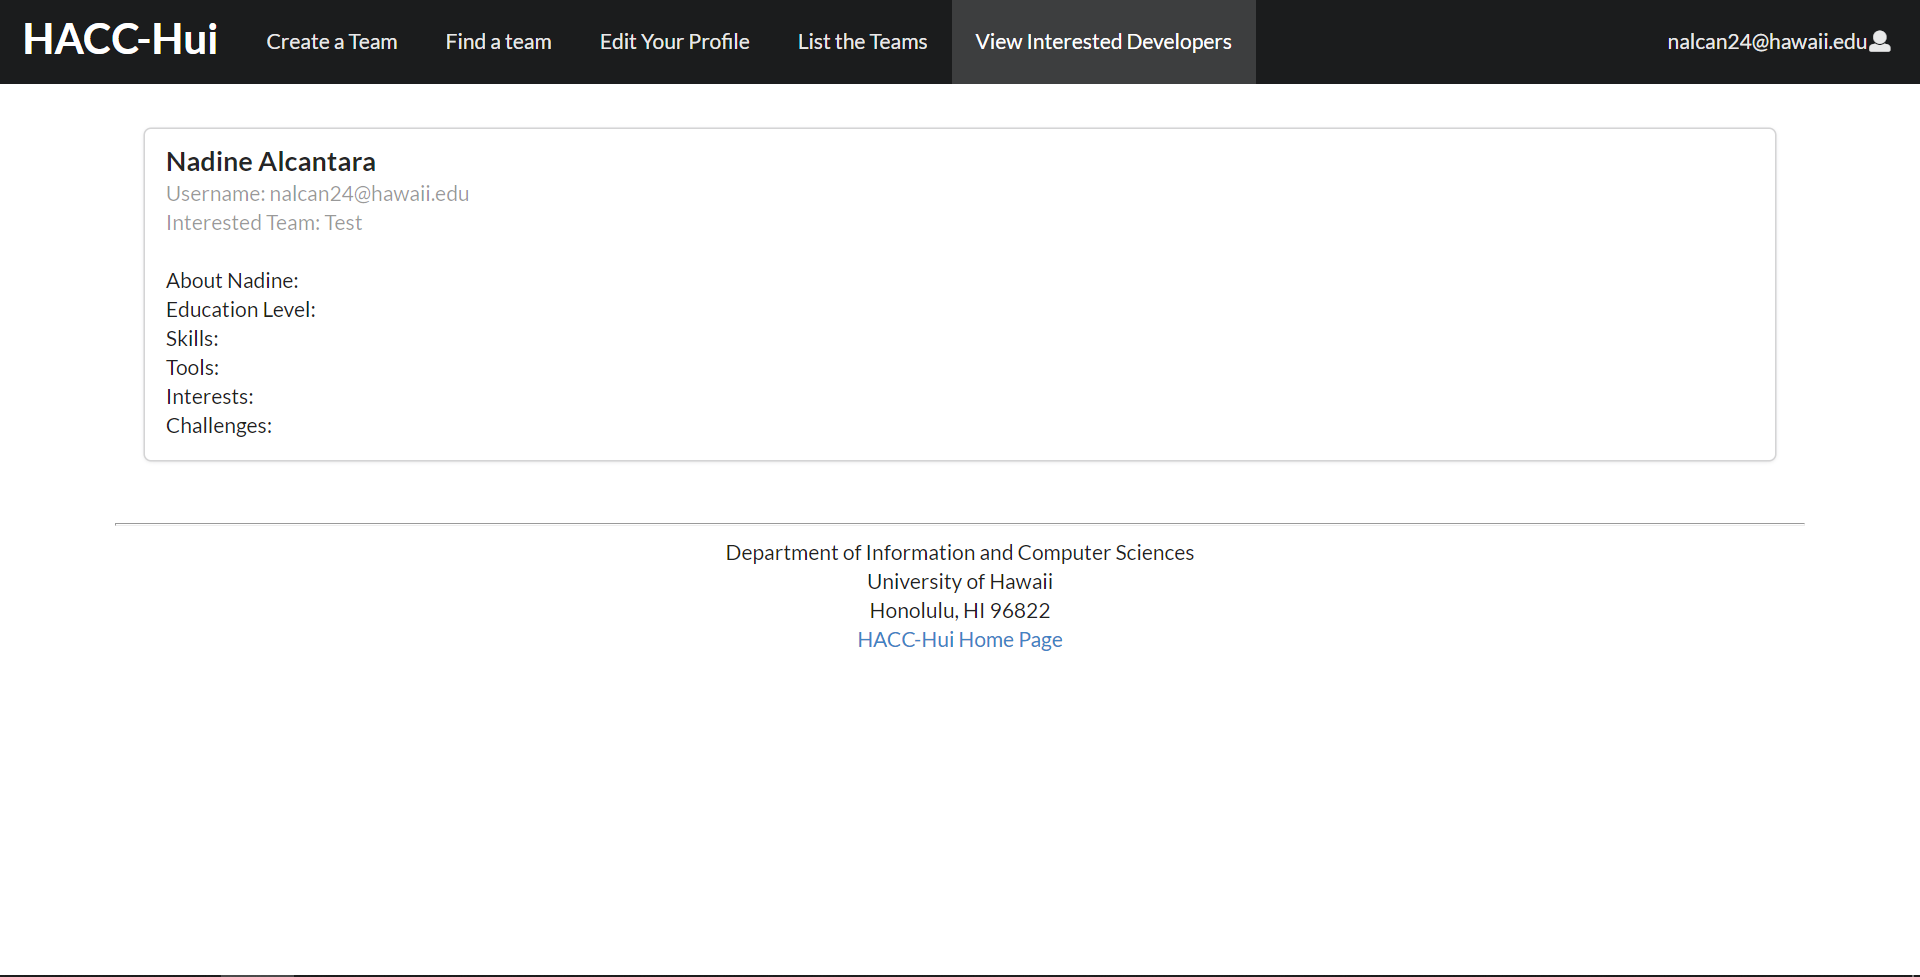 HACC-Hui Create a Team Find a team Edit Your Profile List the Teams View Interested Developers nalcan24@hawaii.edu
Nadine Alcantara
Username: nalcan24@hawaii.edu
Interested Team: Test
About Nadine:
Education Level:
Skills:
Tools:
Interests:
Challenges:
Department of Information and Computer Sciences
University of Hawaii
Honolulu, HI 96822
HACC-Hui Home Page